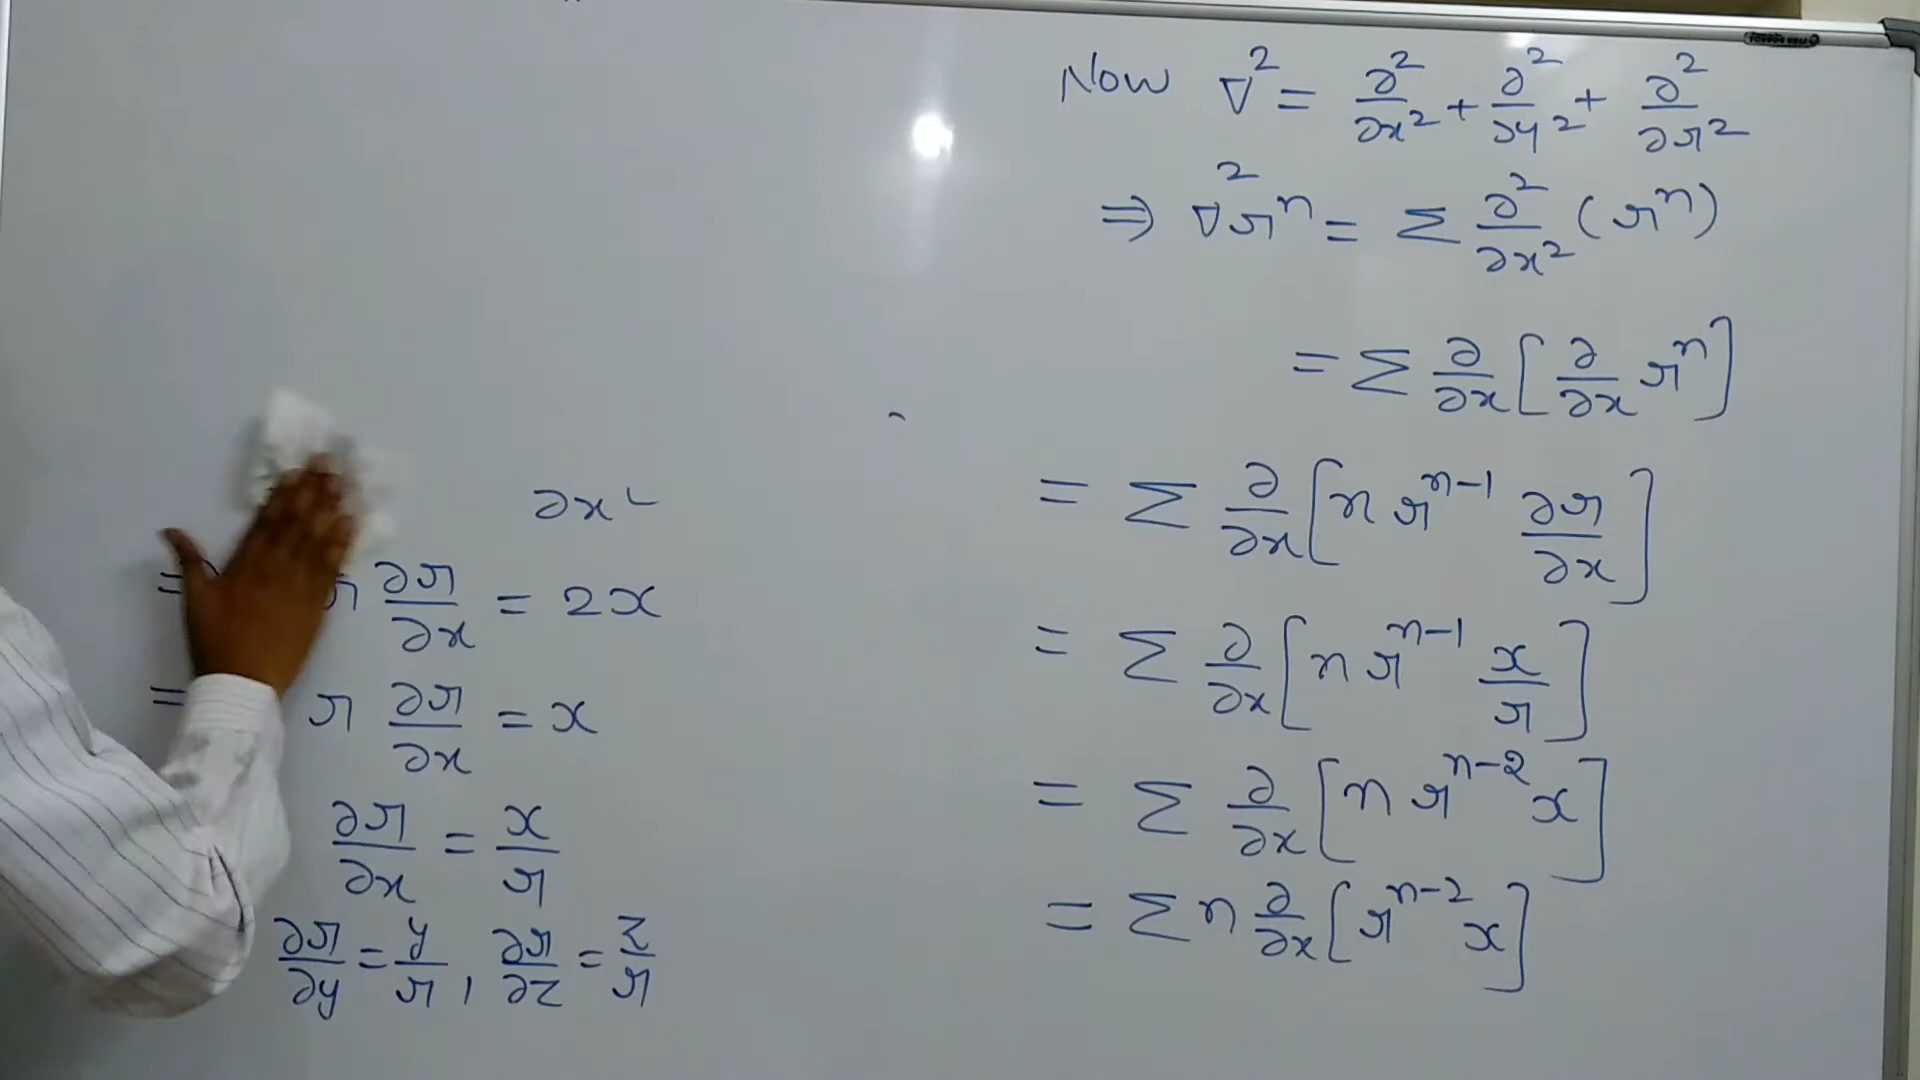 ∂x²
= r ∂r/∂x = 2x
= r ∂r/∂x = x
∂r/∂x = x/r
∂r/∂y = y/r , ∂r/∂z = z/r
Now ∇² = ∂²/∂x² + ∂²/∂y² + ∂²/∂r²
⇒ ∇²rⁿ = Σ ∂²/∂x² (rⁿ)
= Σ ∂/∂x [∂/∂x rⁿ]
= Σ ∂/∂x [n rⁿ⁻¹ ∂r/∂x]
= Σ ∂/∂x [n rⁿ⁻¹ x/r]
= Σ ∂/∂x [n rⁿ⁻² x]
= Σ n ∂/∂x [rⁿ⁻² x]